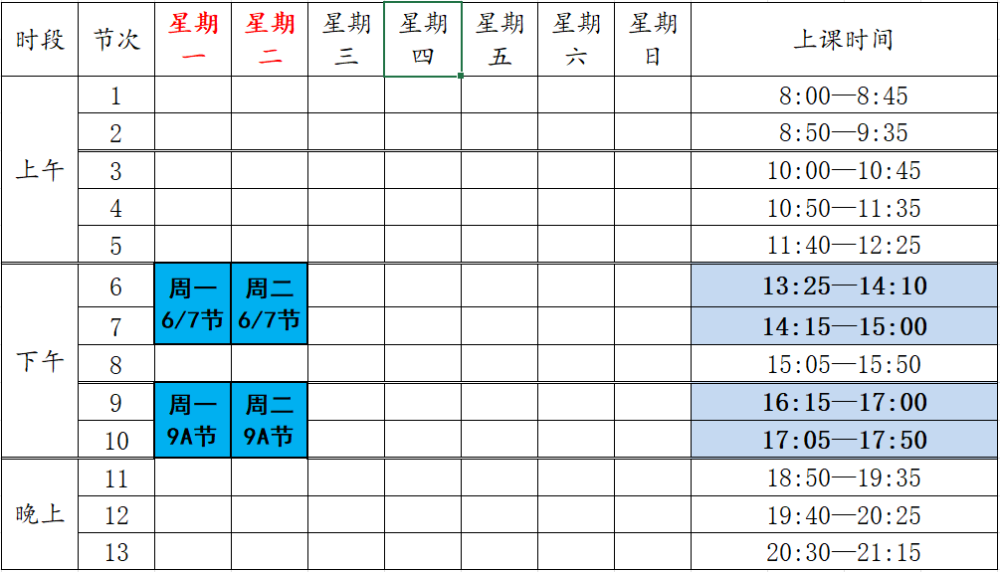 时段 节次 星期一 星期二 星期三 星期四 星期五 星期六 星期日 上课时间
上午 1 8:00—8:45
2 8:50—9:35
3 10:00—10:45
4 10:50—11:35
5 11:40—12:25
下午 6 周一 周二 13:25—14:10
7 6/7节 6/7节 14:15—15:00
8 15:05—15:50
9 周一 周二 16:15—17:00
10 9A节 9A节 17:05—17:50
晚上 11 18:50—19:35
12 19:40—20:25
13 20:30—21:15